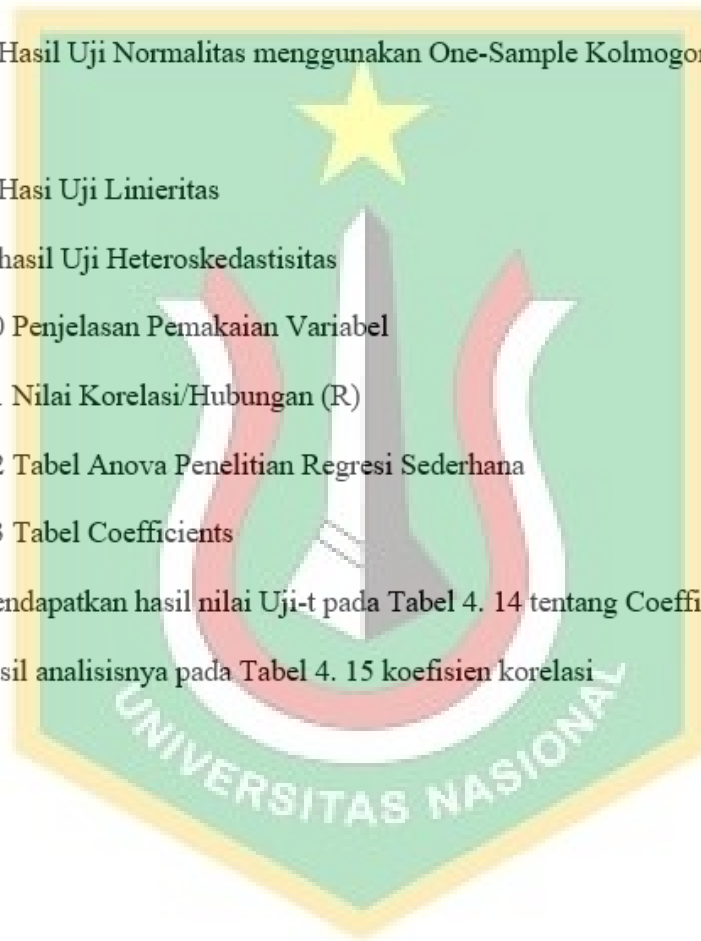 Hasil Uji Normalitas menggunakan One-Sample Kolmogor
Hasi Uji Linieritas
hasil Uji Heteroskedastisitas
0 Penjelasan Pemakaian Variabel
1 Nilai Korelasi/Hubungan (R)
2 Tabel Anova Penelitian Regresi Sederhana
3 Tabel Coefficients
endapatkan hasil nilai Uji-t pada Tabel 4. 14 tentang Coeffi
sil analisisnya pada Tabel 4. 15 koefisien korelasi
UNIVERSITAS NASIONAL